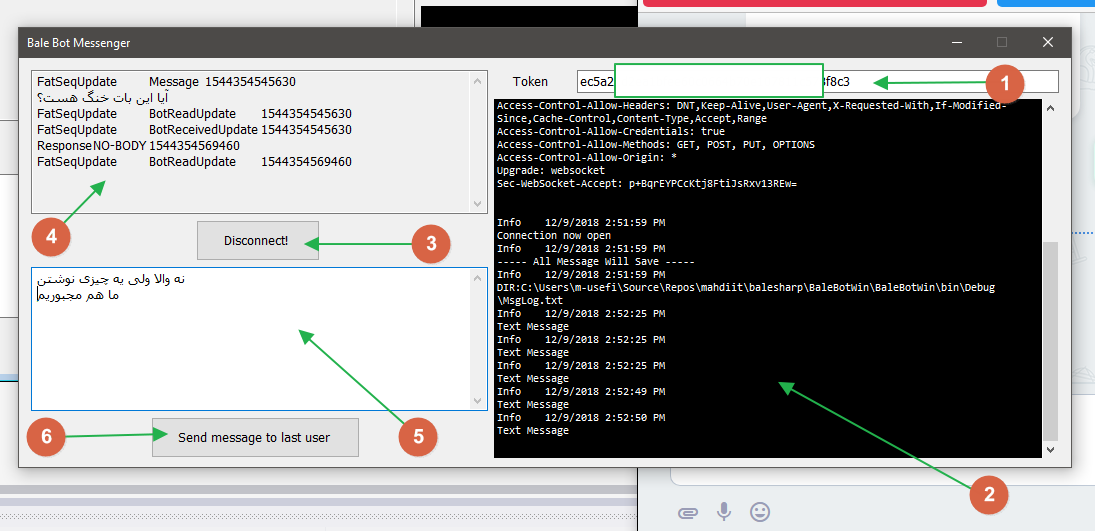 Bale Bot Messenger
FatSeqUpdate Message 1544354545630
آیا این بات خنگ هست؟
FatSeqUpdate BotReadUpdate 1544354545630
FatSeqUpdate BotReceivedUpdate 1544354545630
Response NO-BODY 1544354569460
FatSeqUpdate BotReadUpdate 1544354569460
4
Disconnect!
3
نه والا ولی یه چیزی نوشتن
ما هم مجبوریم
5
6
Send message to last user
Token
ec5a2
f8c3
1
Access-Control-Allow-Headers: DNT,Keep-Alive,User-Agent,X-Requested-With,If-Modified-
Since,Cache-Control,Content-Type,Accept,Range
Access-Control-Allow-Credentials: true
Access-Control-Allow-Methods: GET, POST, PUT, OPTIONS
Access-Control-Allow-Origin: *
Upgrade: websocket
Sec-WebSocket-Accept: p+BqrEYPCcKtj8FtiJsRxv13REw=
Info 12/9/2018 2:51:59 PM
Connection now open
Info 12/9/2018 2:51:59 PM
----- All Message Will Save -----
Info 12/9/2018 2:51:59 PM
DIR:C:\Users\m-usefi\Source\Repos\mahdiit\balesharp\BaleBotWin\BaleBotWin\bin\Debug
\MsgLog.txt
Info 12/9/2018 2:52:25 PM
Text Message
Info 12/9/2018 2:52:25 PM
Text Message
Info 12/9/2018 2:52:25 PM
Text Message
Info 12/9/2018 2:52:49 PM
Text Message
Info 12/9/2018 2:52:50 PM
Text Message
2